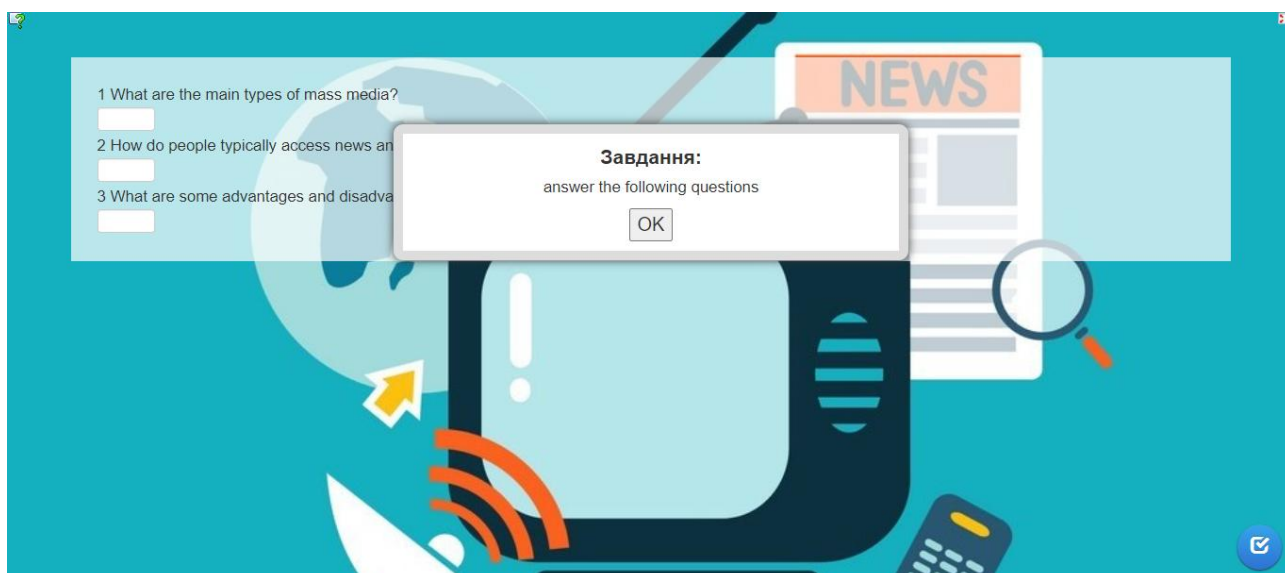 NEWS
1 What are the main types of mass media?
2 How do people typically access news an
3 What are some advantages and disadva
Завдання:
answer the following questions
OK